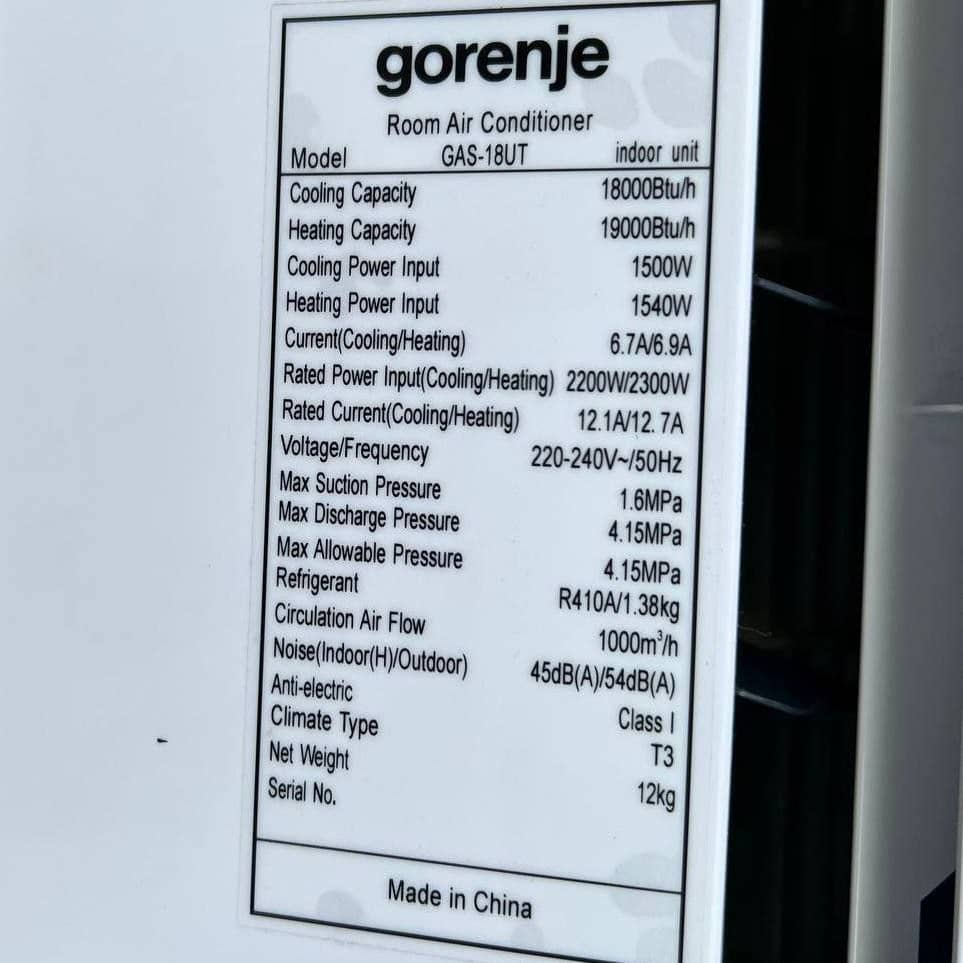 gorenje
Room Air Conditioner
Model GAS-18UT indoor unit
Cooling Capacity 18000Btu/h
Heating Capacity 19000Btu/h
Cooling Power Input 1500W
Heating Power Input 1540W
Current(Cooling/Heating) 6.7A/6.9A
Rated Power Input(Cooling/Heating) 2200W/2300W
Rated Current(Cooling/Heating) 12.1A/12. 7A
Voltage/Frequency 220-240V~/50Hz
Max Suction Pressure 1.6MPa
Max Discharge Pressure 4.15MPa
Max Allowable Pressure 4.15MPa
Refrigerant R410A/1.38kg
Circulation Air Flow 1000m³/h
Noise(Indoor(H)/Outdoor) 45dB(A)/54dB(A)
Anti-electric Class I
Climate Type T3
Net Weight 12kg
Serial No.
Made in China